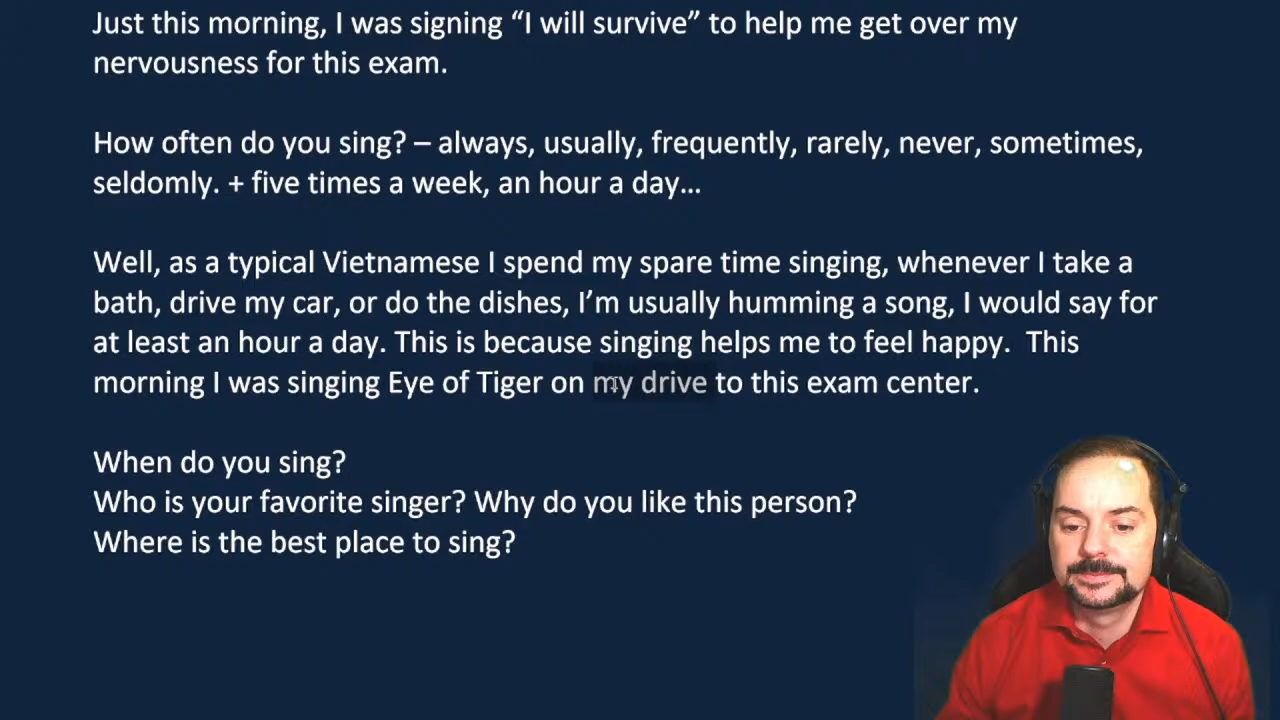 Just this morning, I was signing “I will survive” to help me get over my
nervousness for this exam.
How often do you sing? – always, usually, frequently, rarely, never, sometimes,
seldomly. + five times a week, an hour a day…
Well, as a typical Vietnamese I spend my spare time singing, whenever I take a
bath, drive my car, or do the dishes, I’m usually humming a song, I would say for
at least an hour a day. This is because singing helps me to feel happy.  This
morning I was singing Eye of Tiger on my drive to this exam center.
When do you sing?
Who is your favorite singer? Why do you like this person?
Where is the best place to sing?